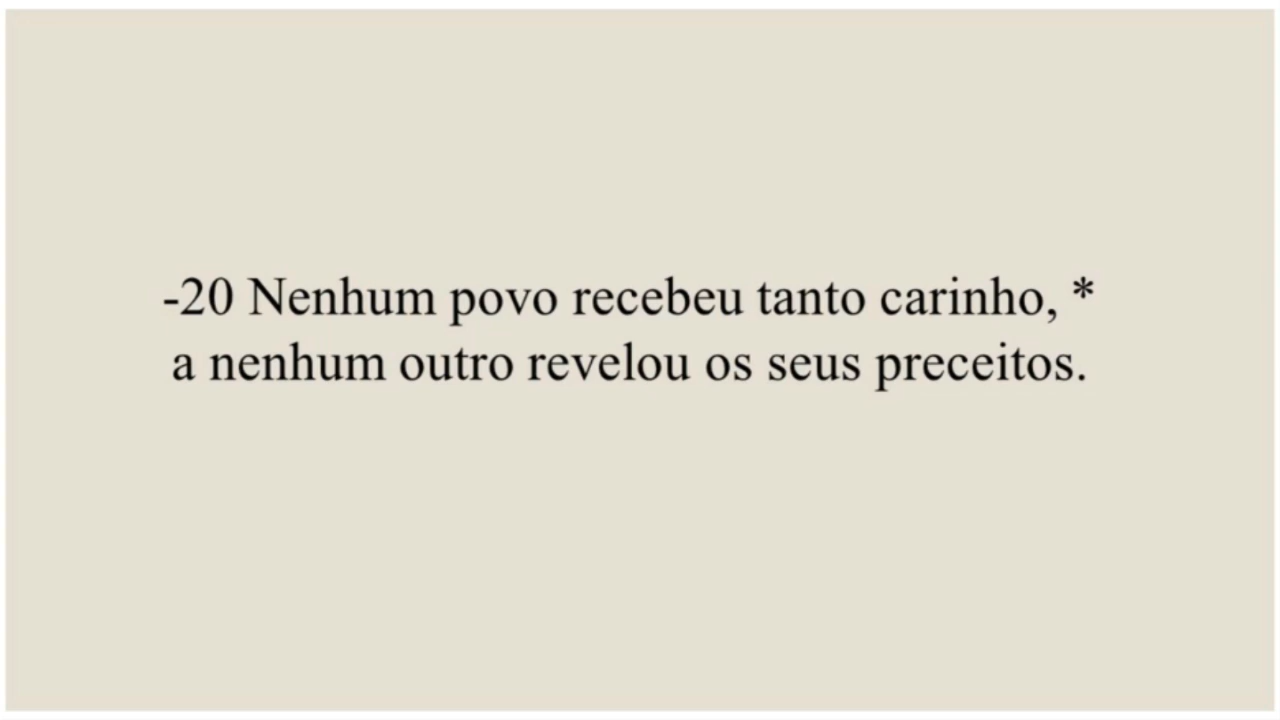 -20 Nenhum povo recebeu tanto carinho, *
a nenhum outro revelou os seus preceitos.